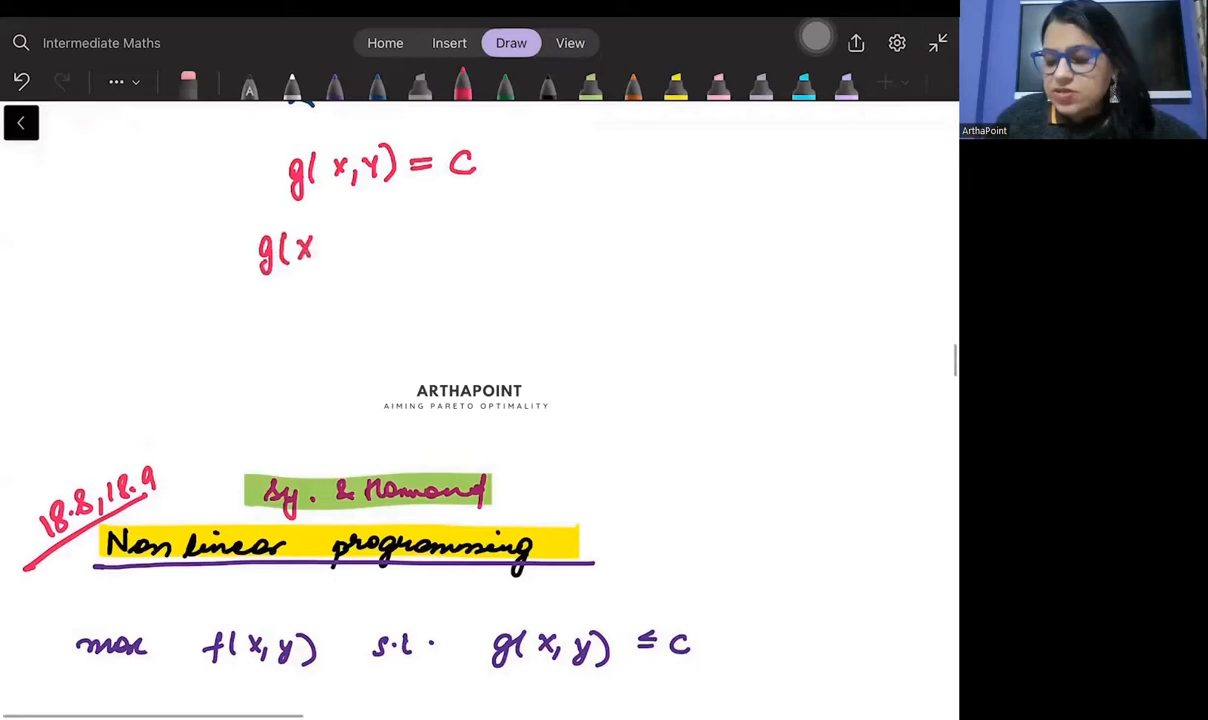 Intermediate Maths
Home Insert Draw View
A
ArthaPoint
g(x,y) = c
g(x
ARTHAPOINT
AIMING PARETO OPTIMALITY
18.8, 18.9
Sy. & Hamond
Non linear programming
max f(x,y) s.t. g(x,y) ≤ c